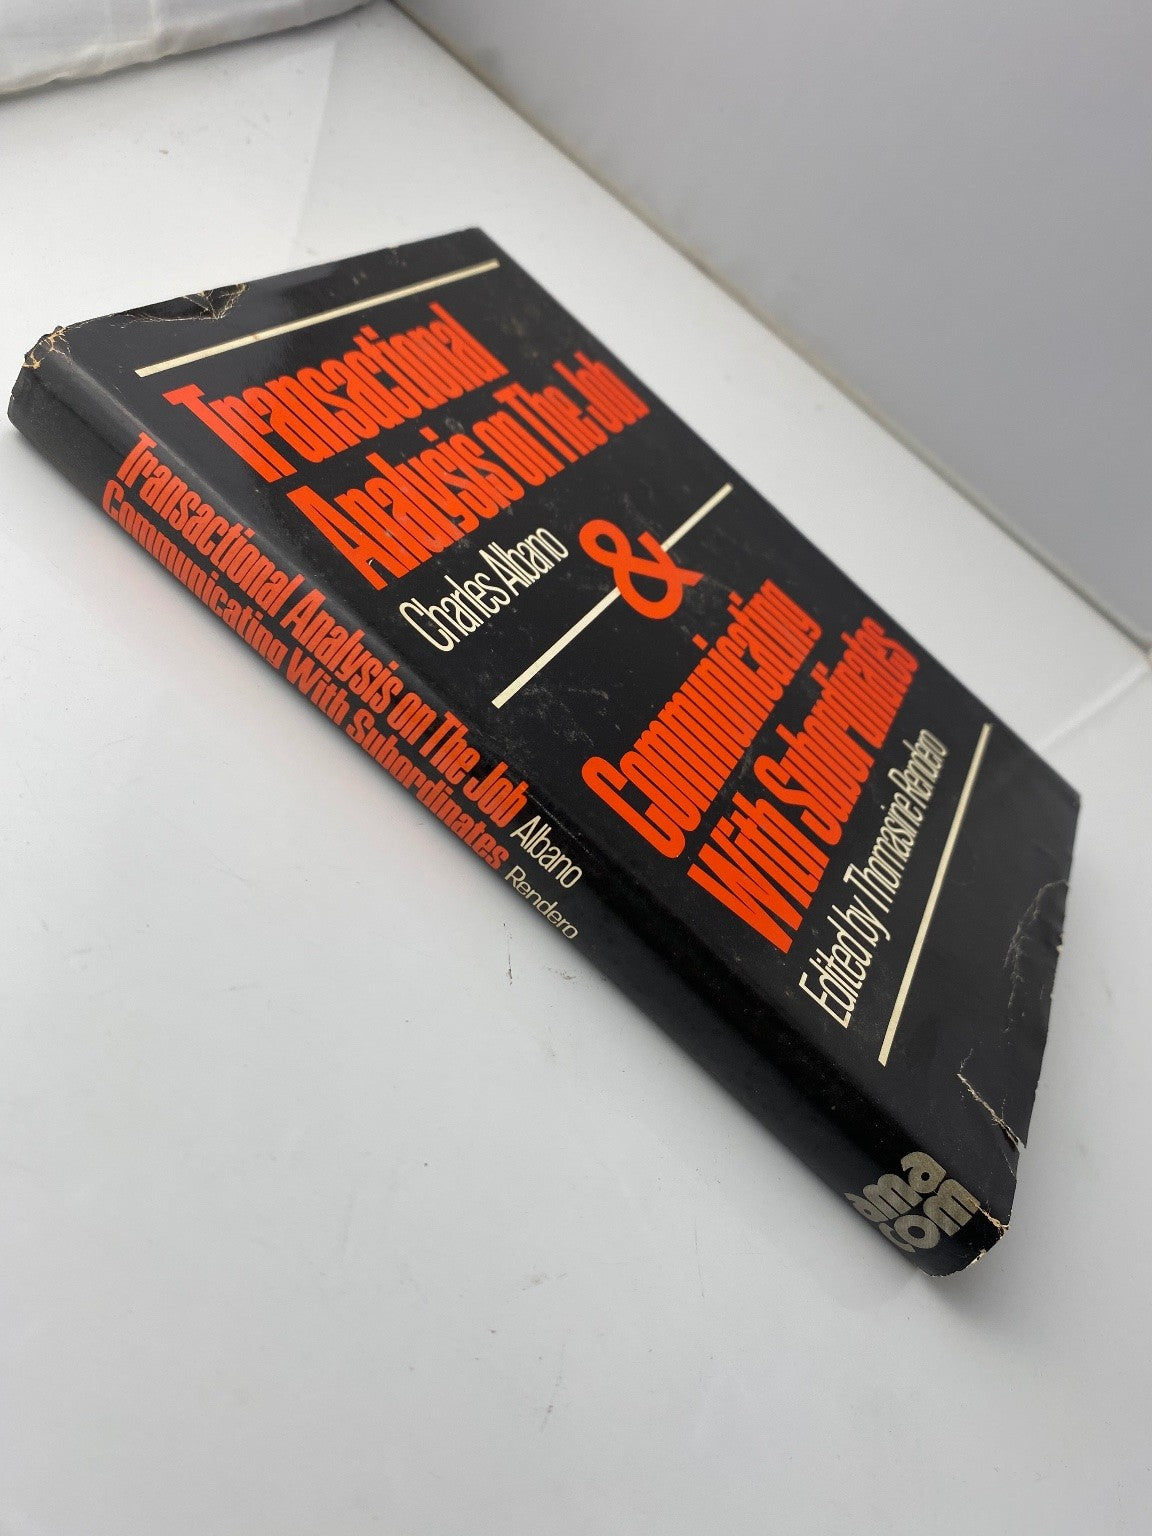 Transactional
Analysis on The Job
Charles Albano
&
Communicating
With Subordinates
Edited by Thomasine Rendero
Transactional Analysis on The Job Albano
Communicating With Subordinates Rendero
ama
com